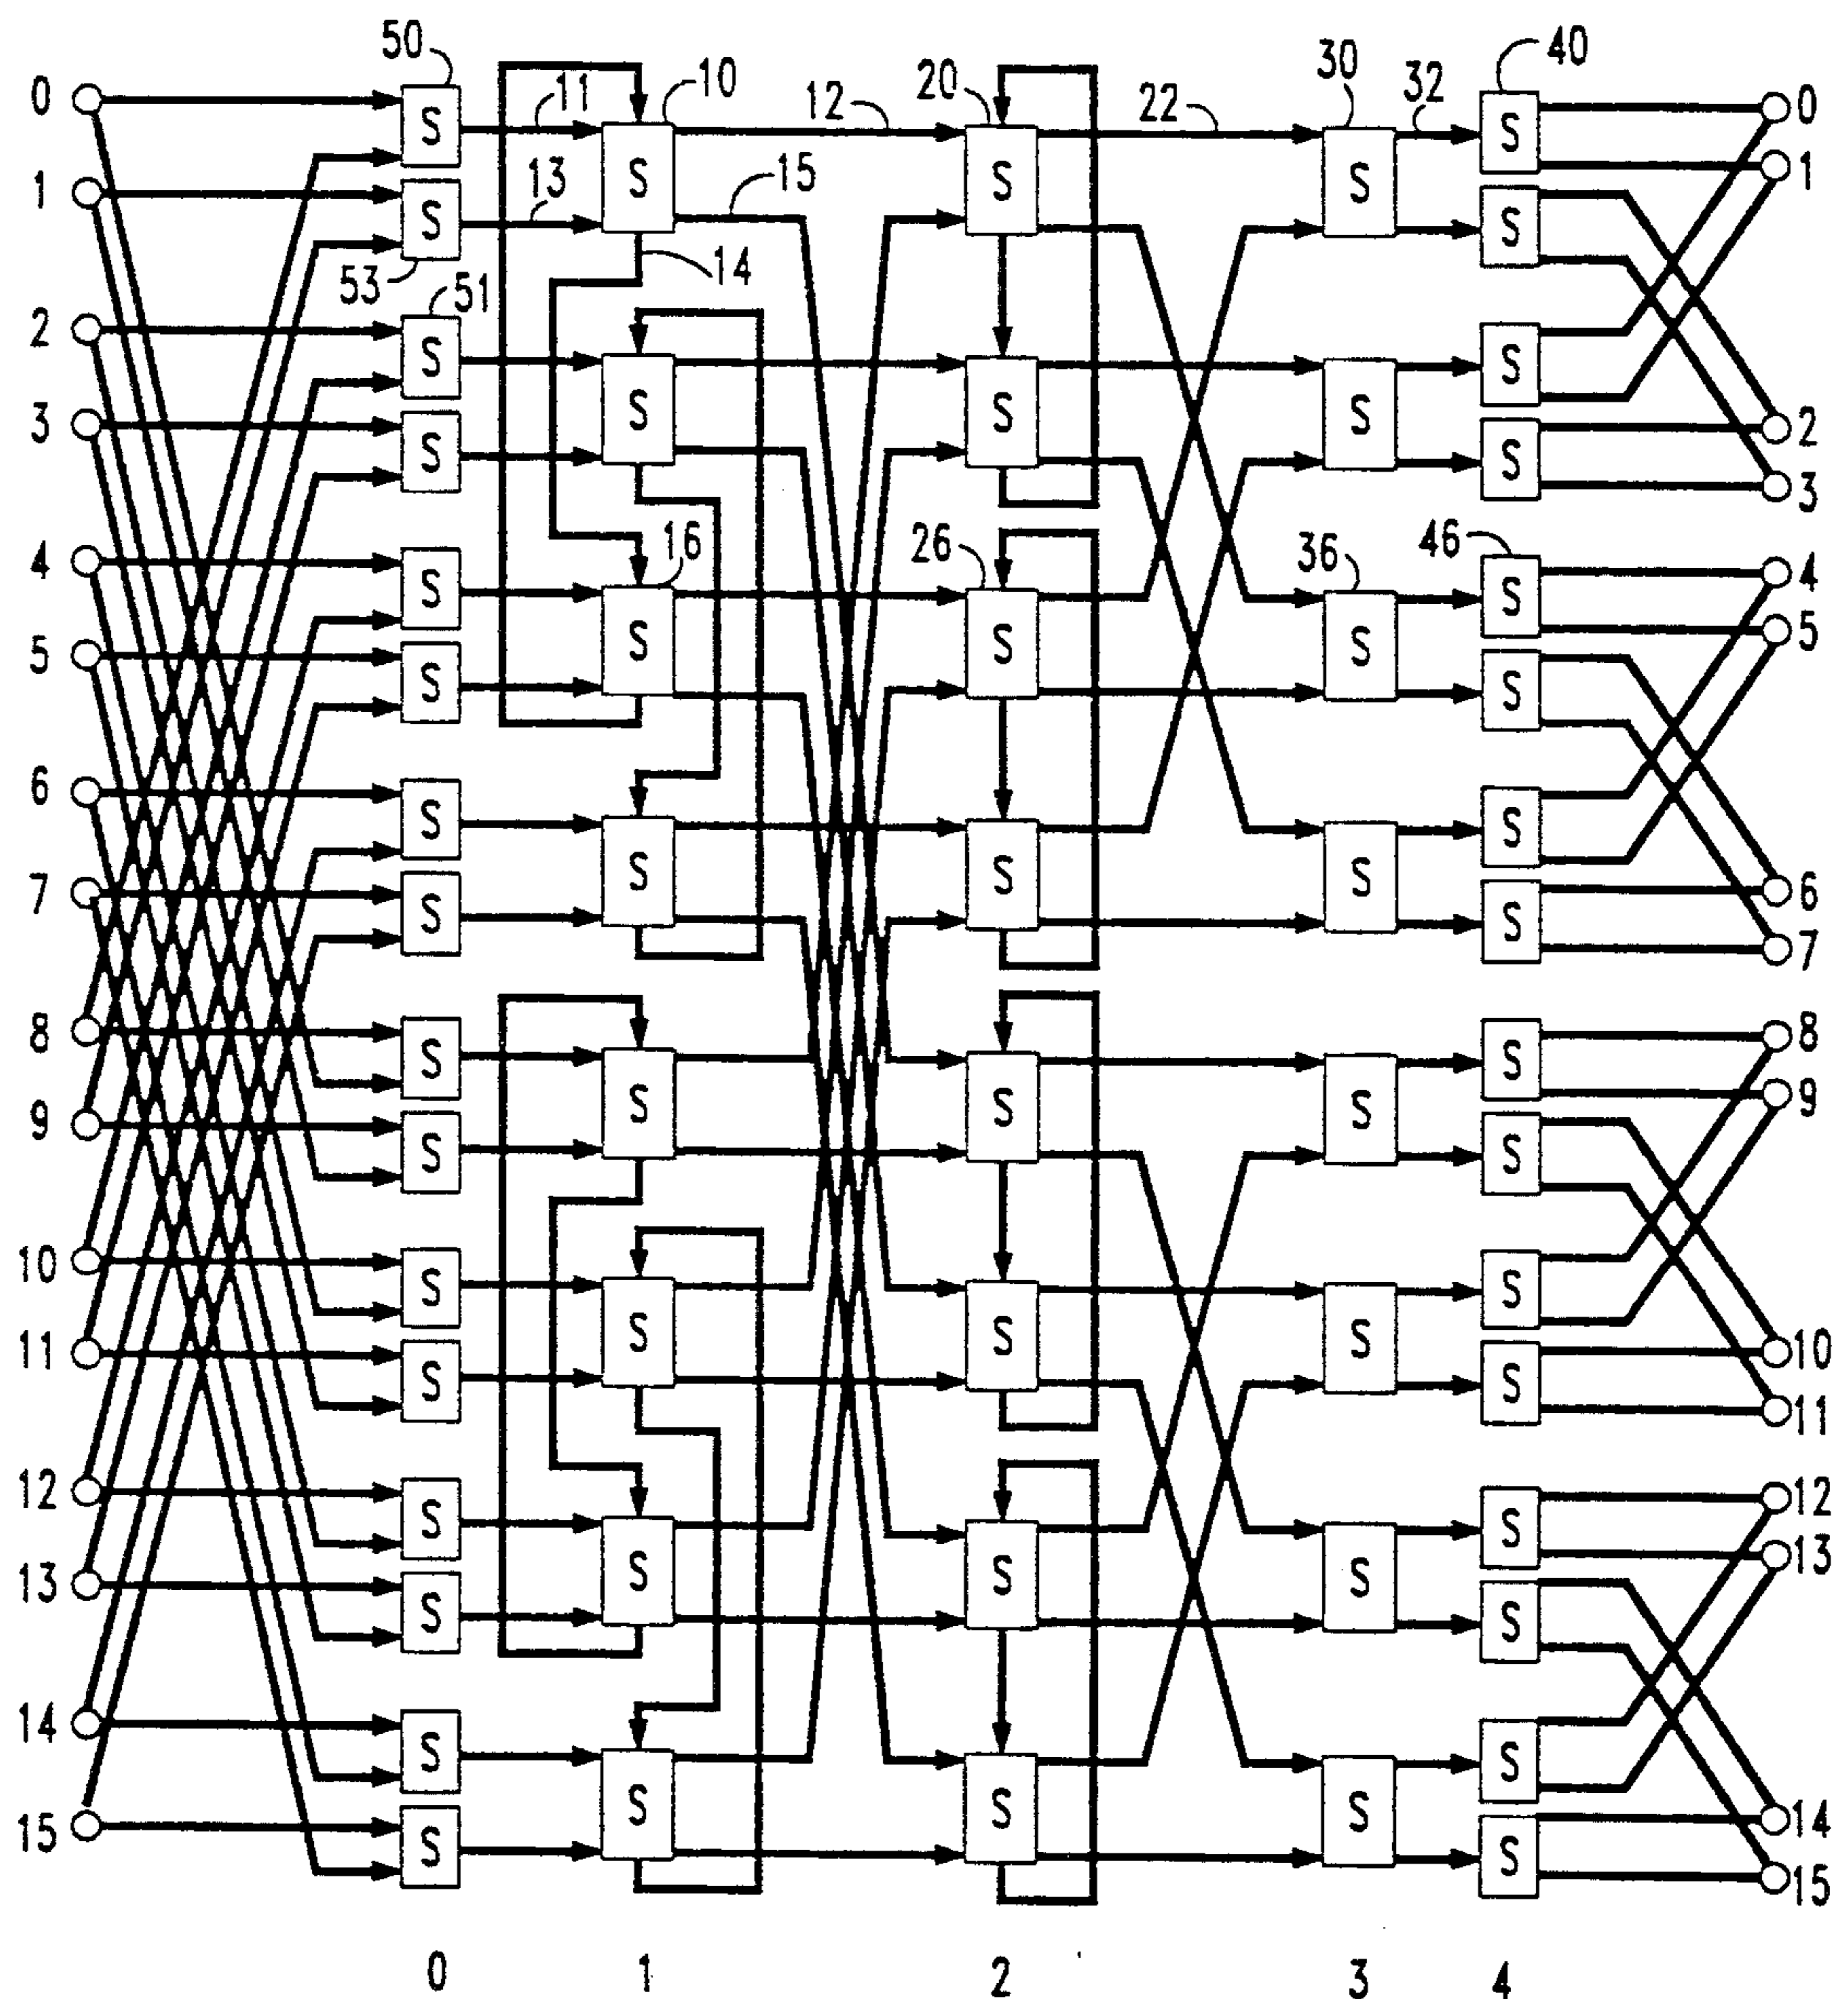 50 40
0 11 10 12 20 22 30 32 0
S S S S S
15 1
1 S 13 S
53 14
2 51 S S S S S
3 S S 2
3
4 16 26 36 46 4
S S S S S
5 S S 5
6 S S S S S
7 S S 6
7
8 S S S S S 8
9 S S 9
10 S S S S S
11 S S 10
11
12 S S S S S 12
13 S S 13
14 S S S S S
15 S S 14
15
0 1 2 3 4